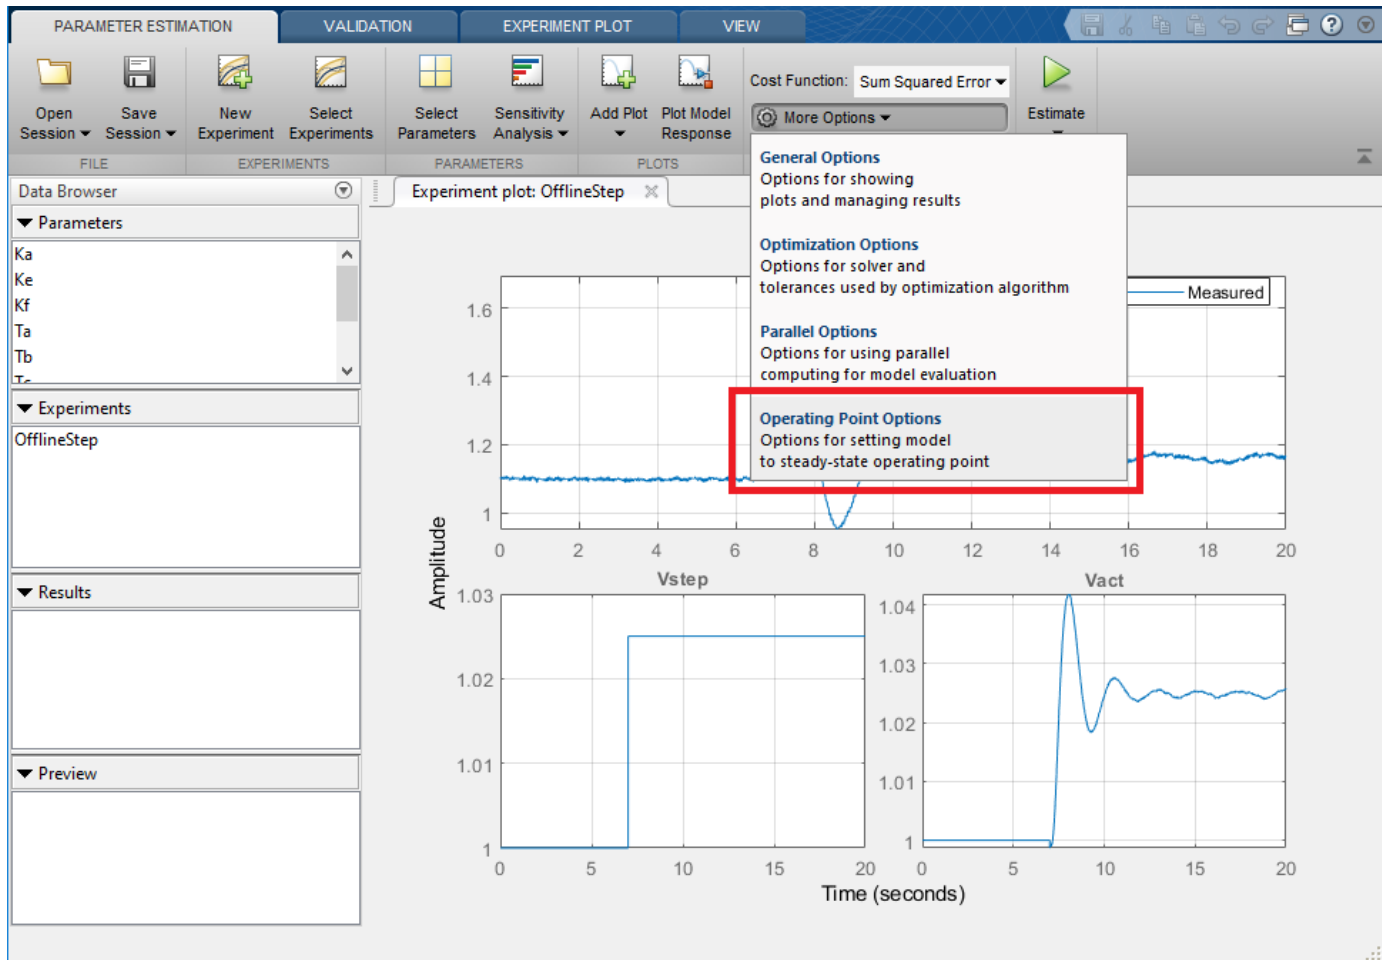 PARAMETER ESTIMATION
VALIDATION
EXPERIMENT PLOT
VIEW
Open
Session
Save
Session
New
Experiment
Select
Experiments
Select
Parameters
Sensitivity
Analysis
Add Plot
Plot Model
Response
Cost Function: Sum Squared Error
More Options
Estimate
FILE
EXPERIMENTS
PARAMETERS
PLOTS
General Options
Options for showing
plots and managing results
Optimization Options
Options for solver and
tolerances used by optimization algorithm
Parallel Options
Options for using parallel
computing for model evaluation
Operating Point Options
Options for setting model
to steady-state operating point
Data Browser
Parameters
Ka
Ke
Kf
Ta
Tb
Tc
Experiments
OfflineStep
Results
Preview
Experiment plot: OfflineStep
Measured
1.6
1.4
1.2
1
0 2 4 6 8 10 12 14 16 18 20
Amplitude
Vstep
1.03
1.02
1.01
1
0 5 10 15 20
Vact
1.04
1.03
1.02
1.01
1
0 5 10 15 20
Time (seconds)